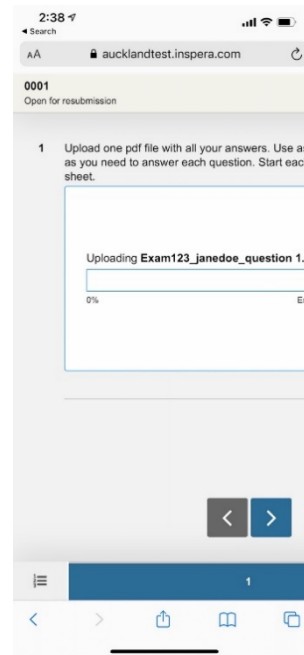 2:38
Search
AA aucklandtest.inspera.com
0001
Open for resubmission
1 Upload one pdf file with all your answers. Use as
as you need to answer each question. Start eac
sheet.
Uploading Exam123_janedoe_question 1.
0%
1